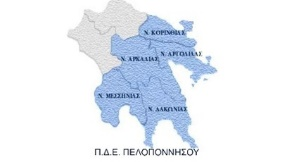 Ν. ΚΟΡΙΝΘΙΑΣ
Ν. ΑΡΓΟΛΙΔΑΣ
Ν. ΑΡΚΑΔΙΑΣ
Ν. ΜΕΣΣΗΝΙΑΣ
Ν. ΛΑΚΩΝΙΑΣ
Π.Δ.Ε. ΠΕΛΟΠΟΝΝΗΣΟΥ